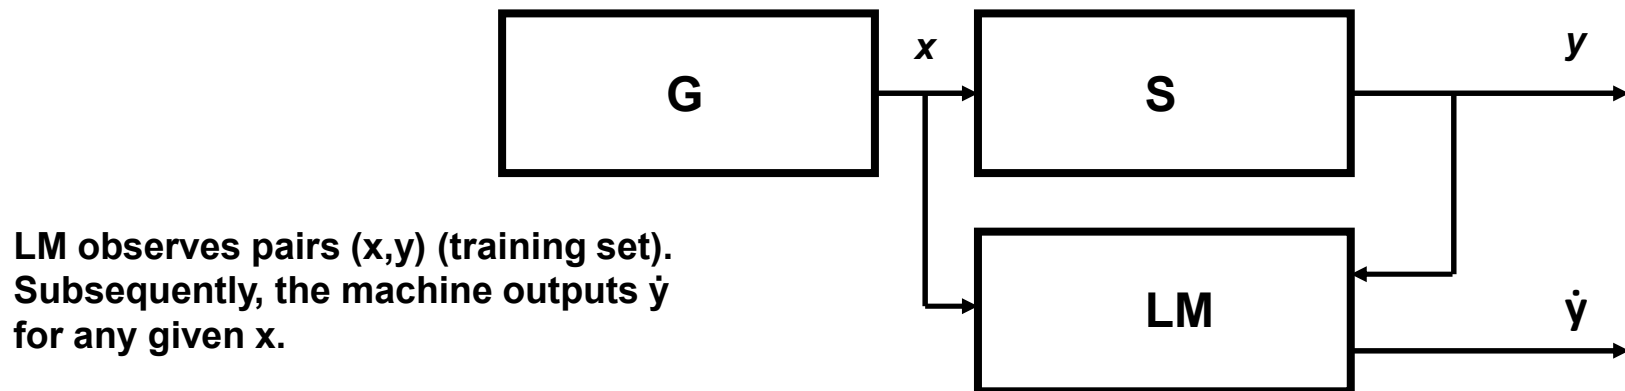 x
y
G
S
LM observes pairs (x,y) (training set).
Subsequently, the machine outputs ẏ
for any given x.
LM
ẏ